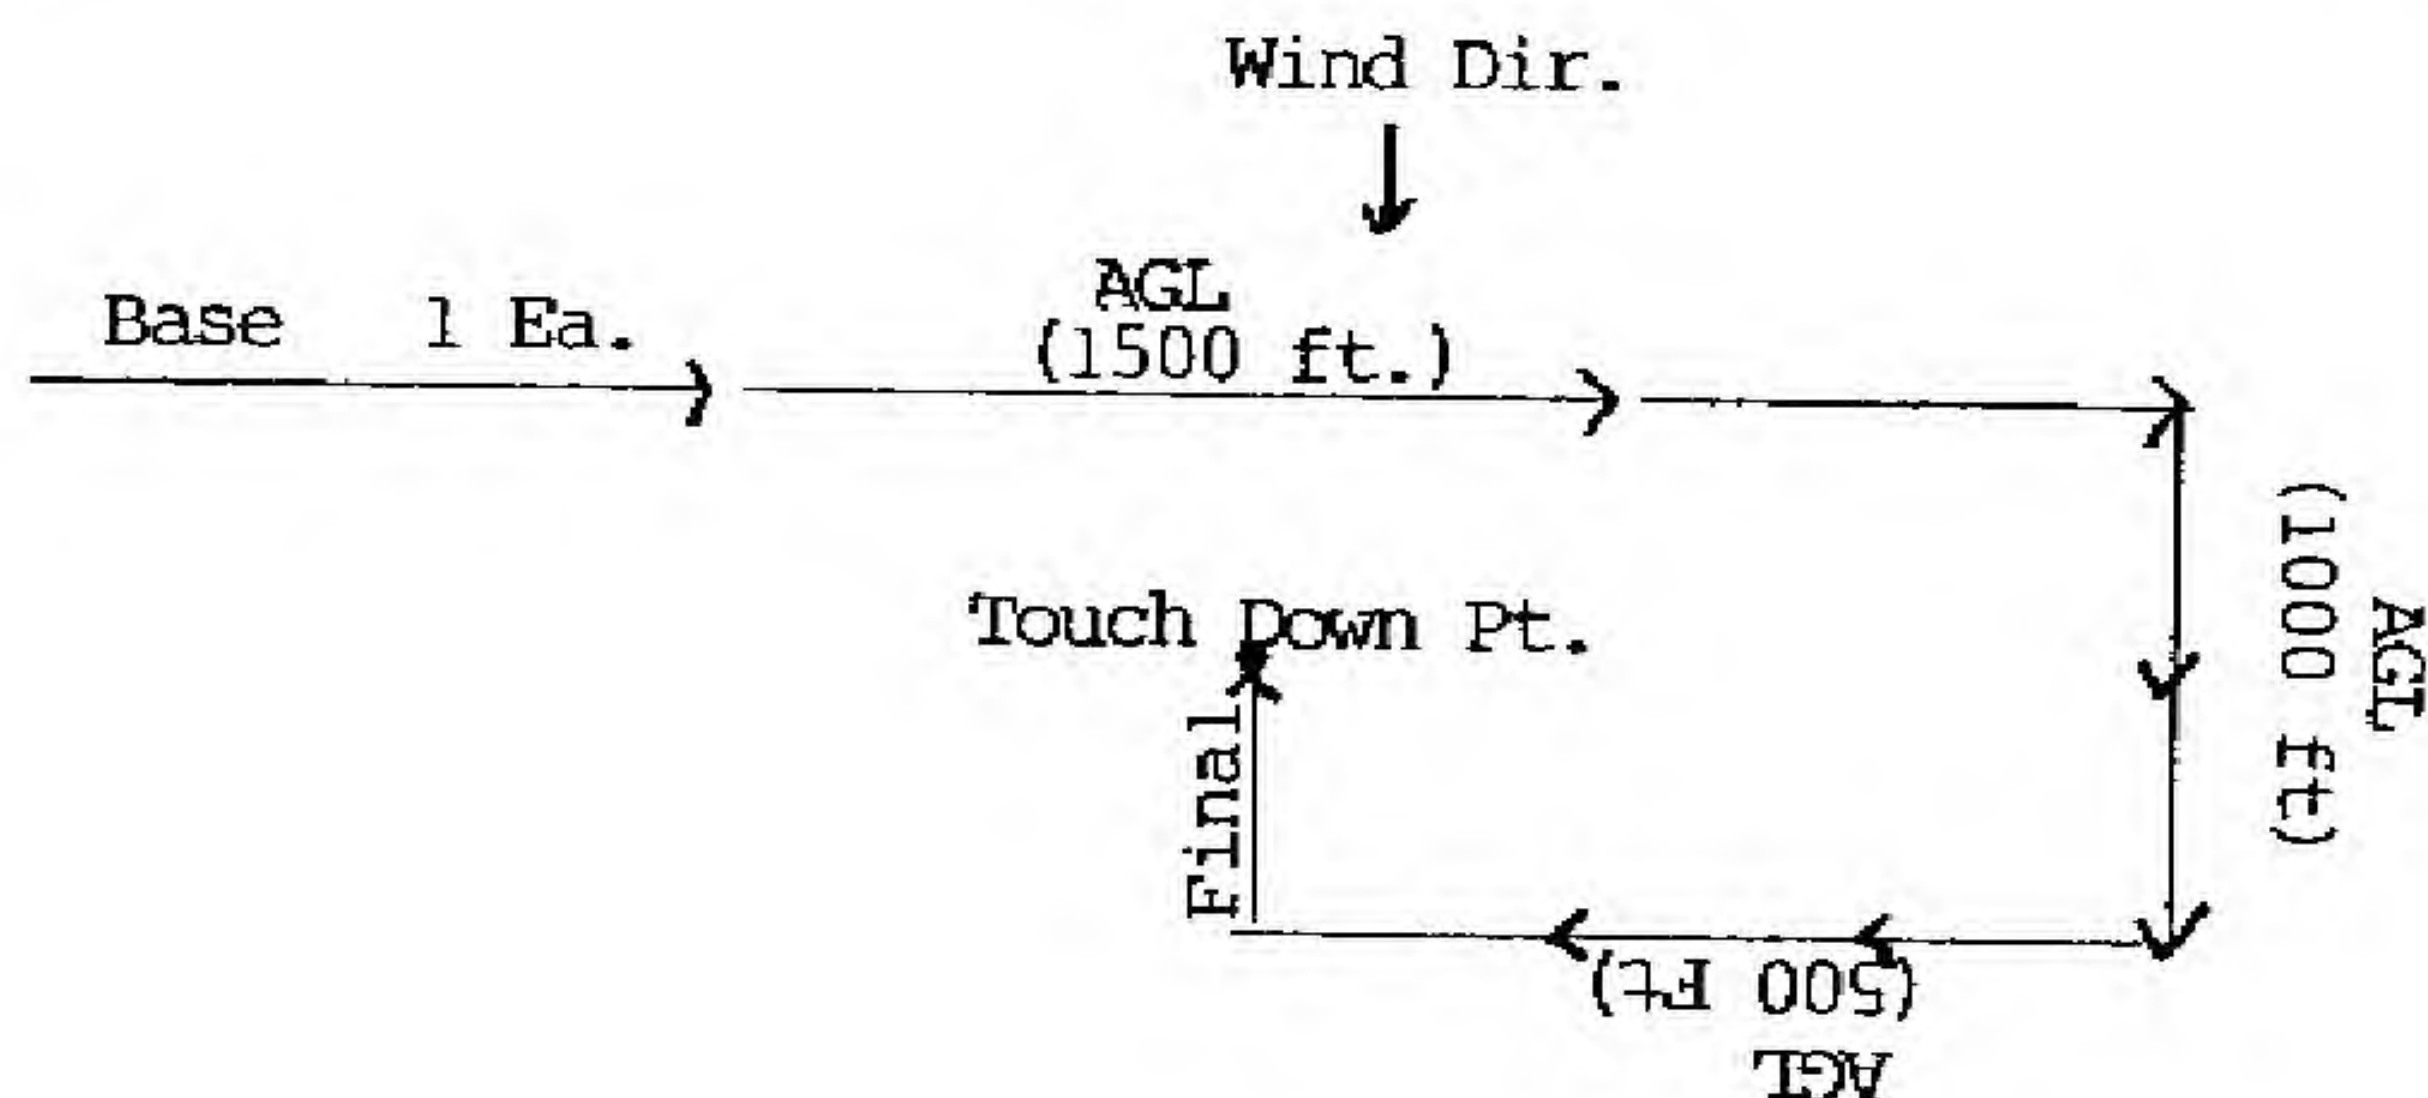 Wind Dir.
AGL
Base 1 Ea.
(1500 ft.)
AGL
(1000 ft)
Touch Down Pt.
Final
(500 Ft)
AGL